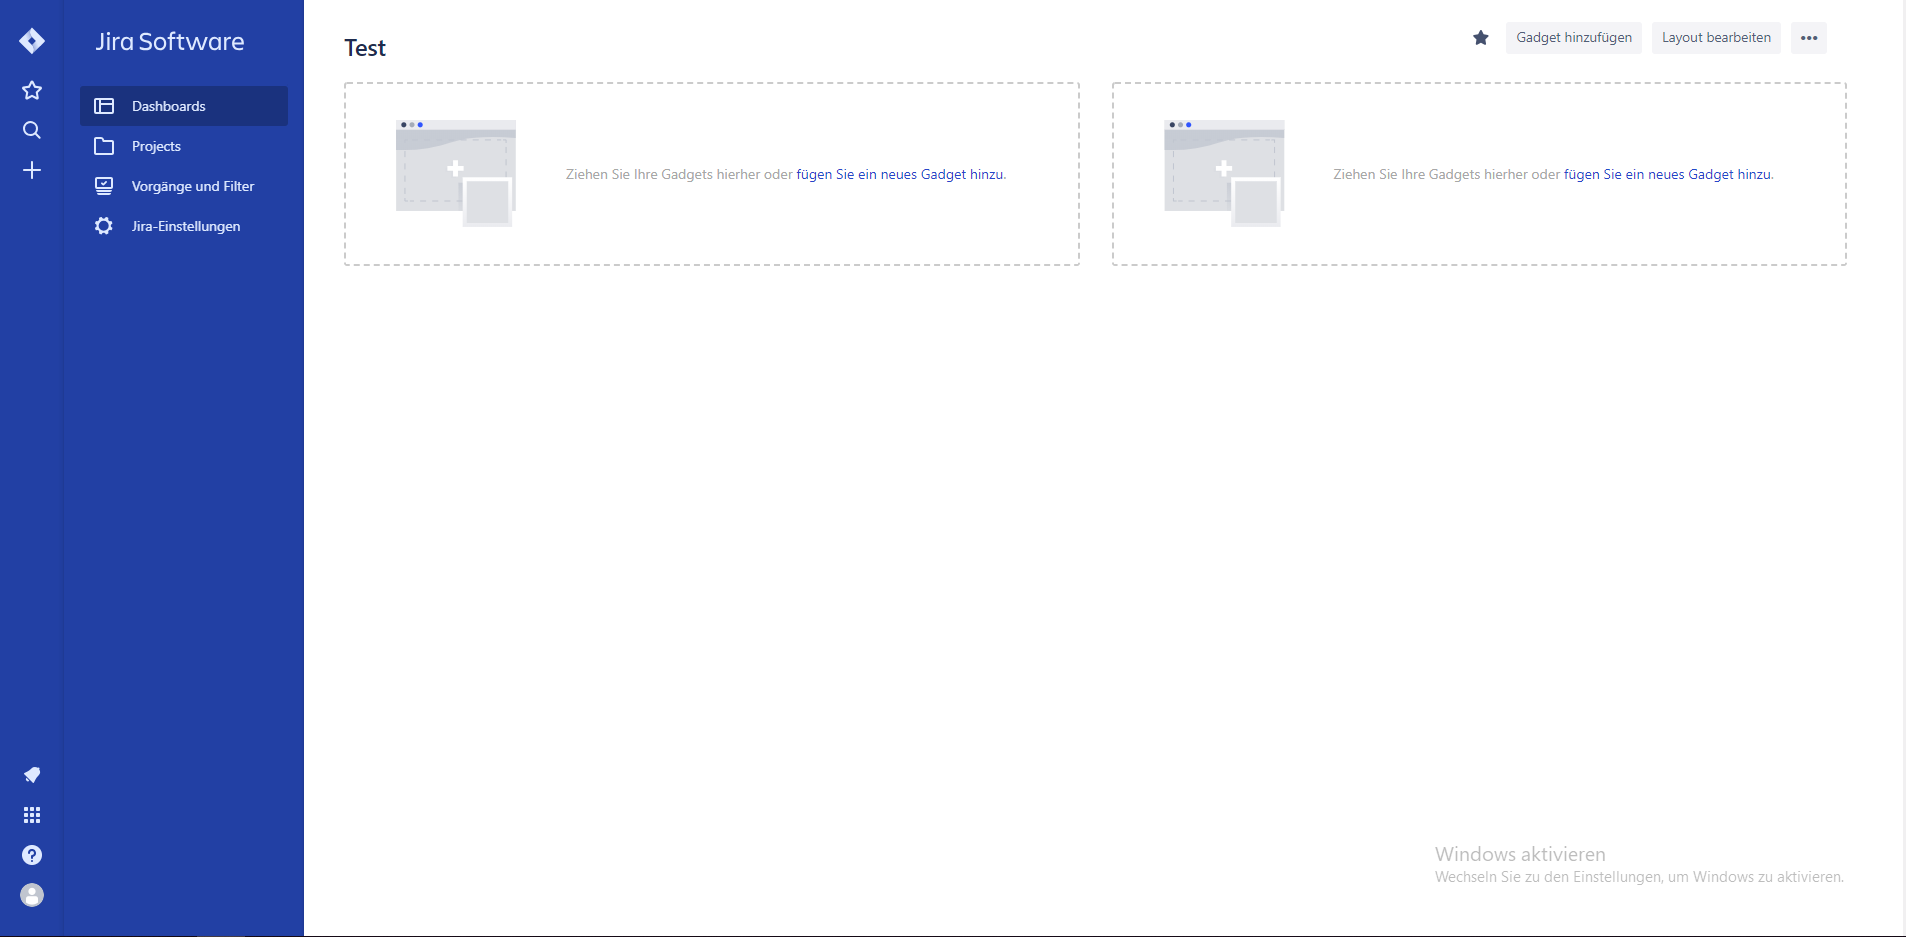 Jira Software
Dashboards
Projects
Vorgänge und Filter
Jira-Einstellungen
Test
Gadget hinzufügen
Layout bearbeiten
Ziehen Sie Ihre Gadgets hierher oder fügen Sie ein neues Gadget hinzu.
Ziehen Sie Ihre Gadgets hierher oder fügen Sie ein neues Gadget hinzu.
Windows aktivieren
Wechseln Sie zu den Einstellungen, um Windows zu aktivieren.